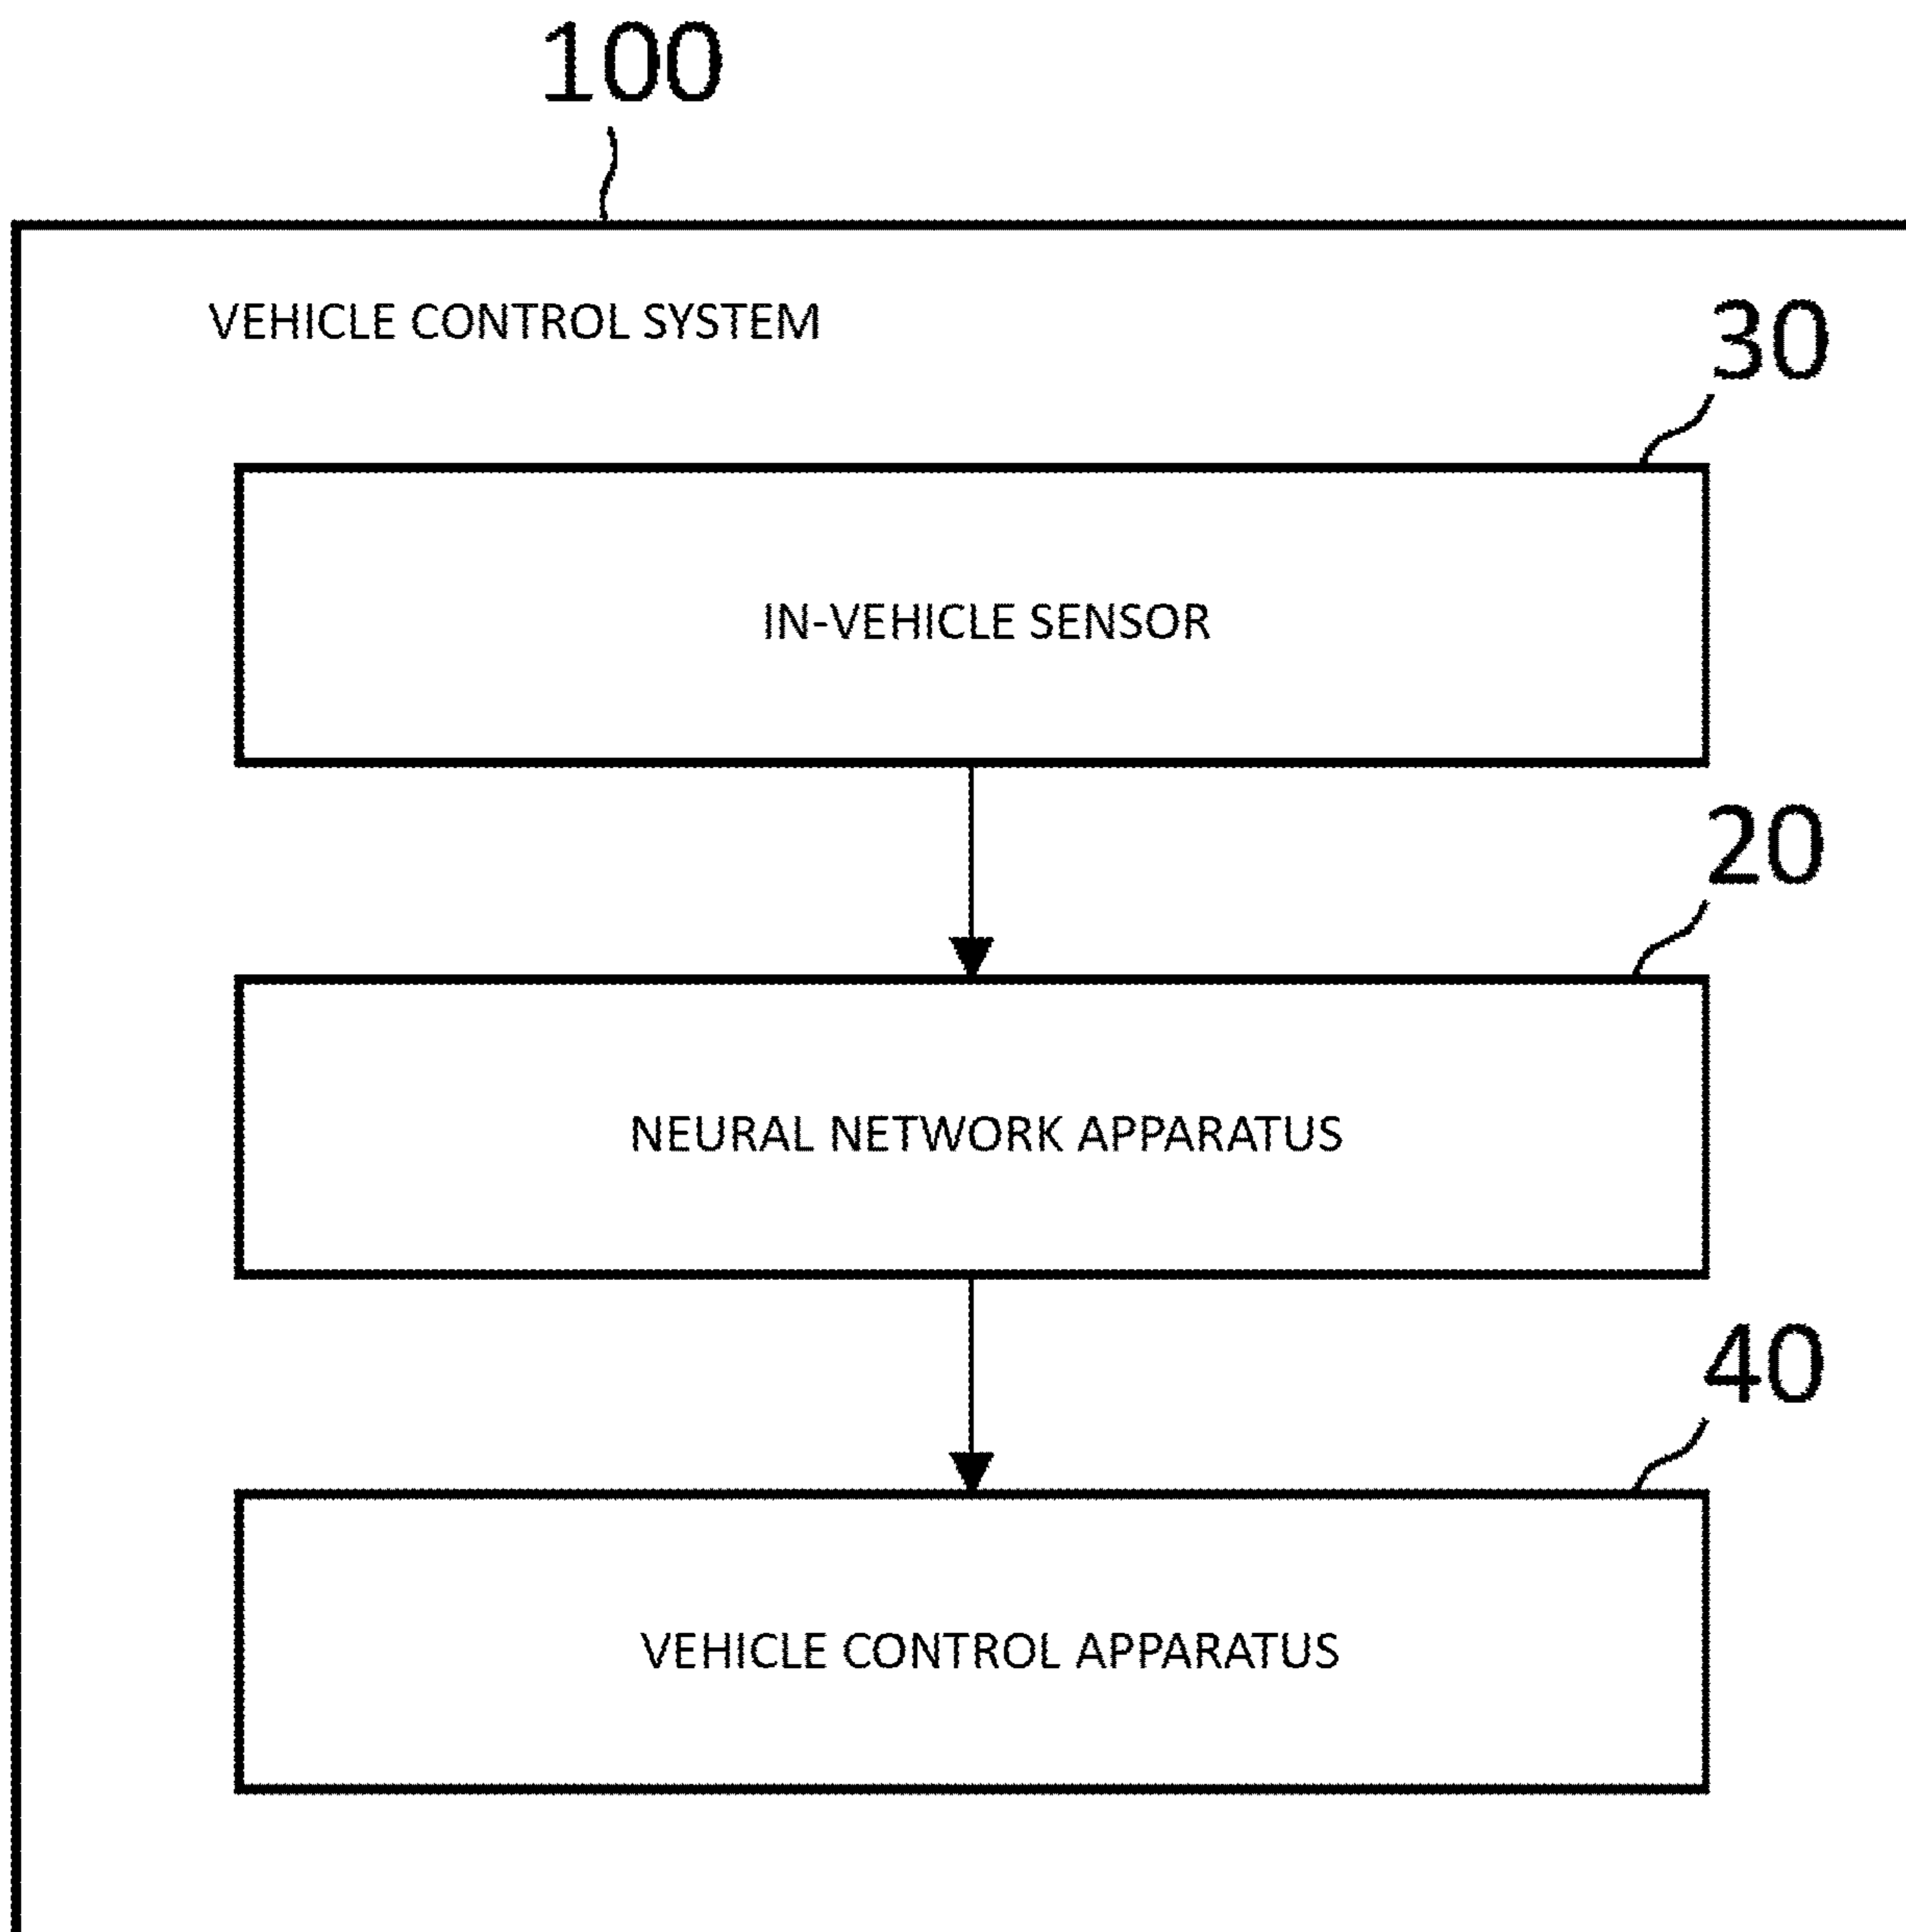 100
VEHICLE CONTROL SYSTEM
30
IN-VEHICLE SENSOR
20
NEURAL NETWORK APPARATUS
40
VEHICLE CONTROL APPARATUS